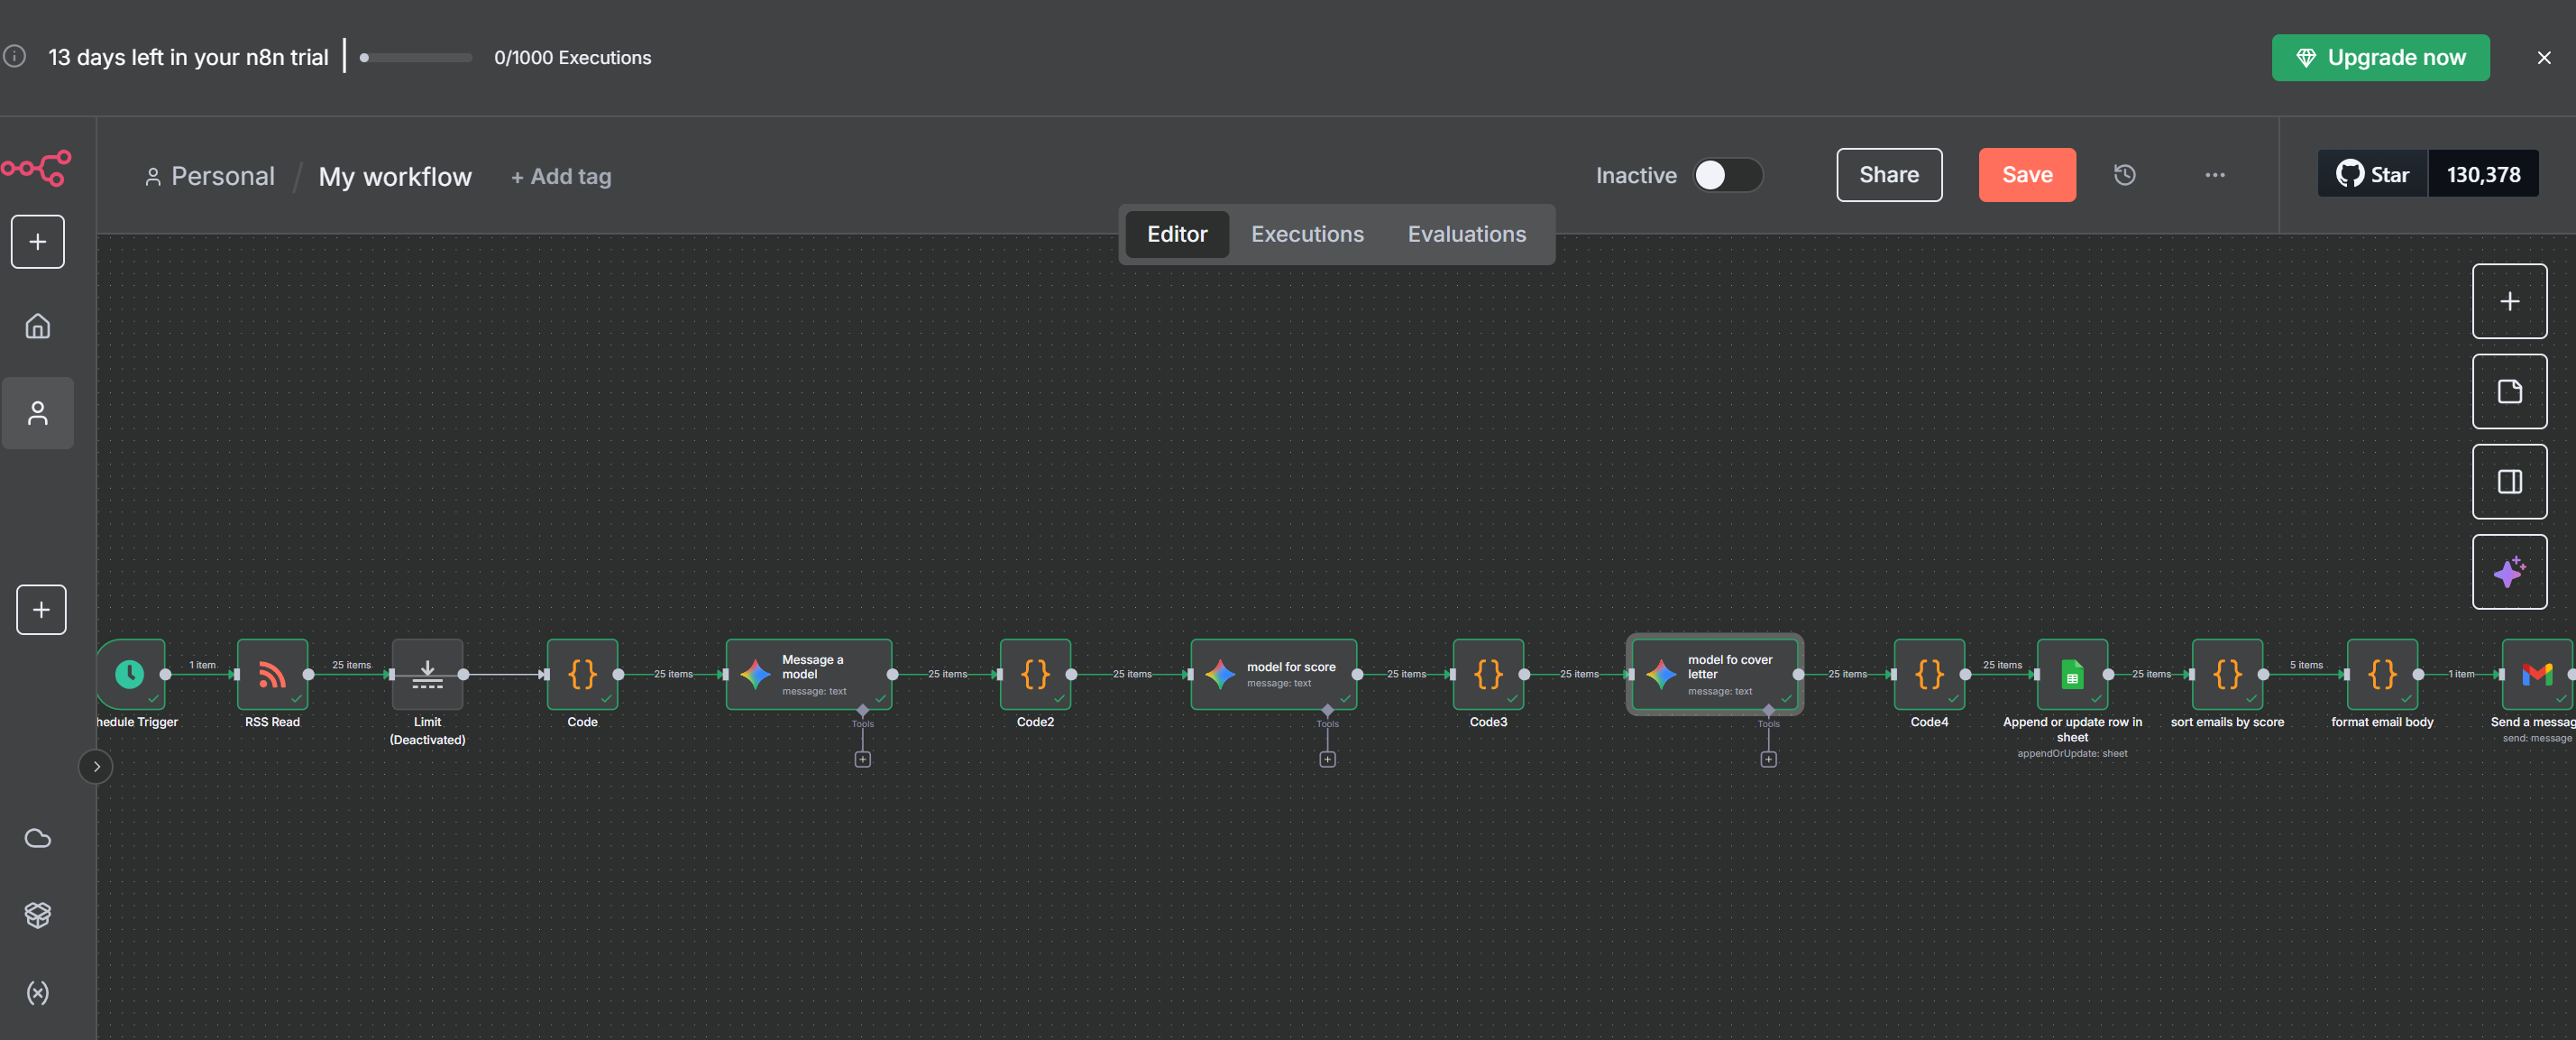 13 days left in your n8n trial
0/1000 Executions
Upgrade now
Personal / My workflow + Add tag
Inactive
Share
Save
Star 130,378
Editor Executions Evaluations
1 item
25 items
25 items
25 items
25 items
25 items
25 items
25 items
25 items
25 items
5 items
1 item
hedule Trigger
RSS Read
Limit
(Deactivated)
Code
Message a
model
message: text
Tools
Code2
model for score
message: text
Tools
Code3
model fo cover
letter
message: text
Tools
Code4
Append or update row in
sheet
appendOrUpdate: sheet
sort emails by score
format email body
Send a messag
send: message